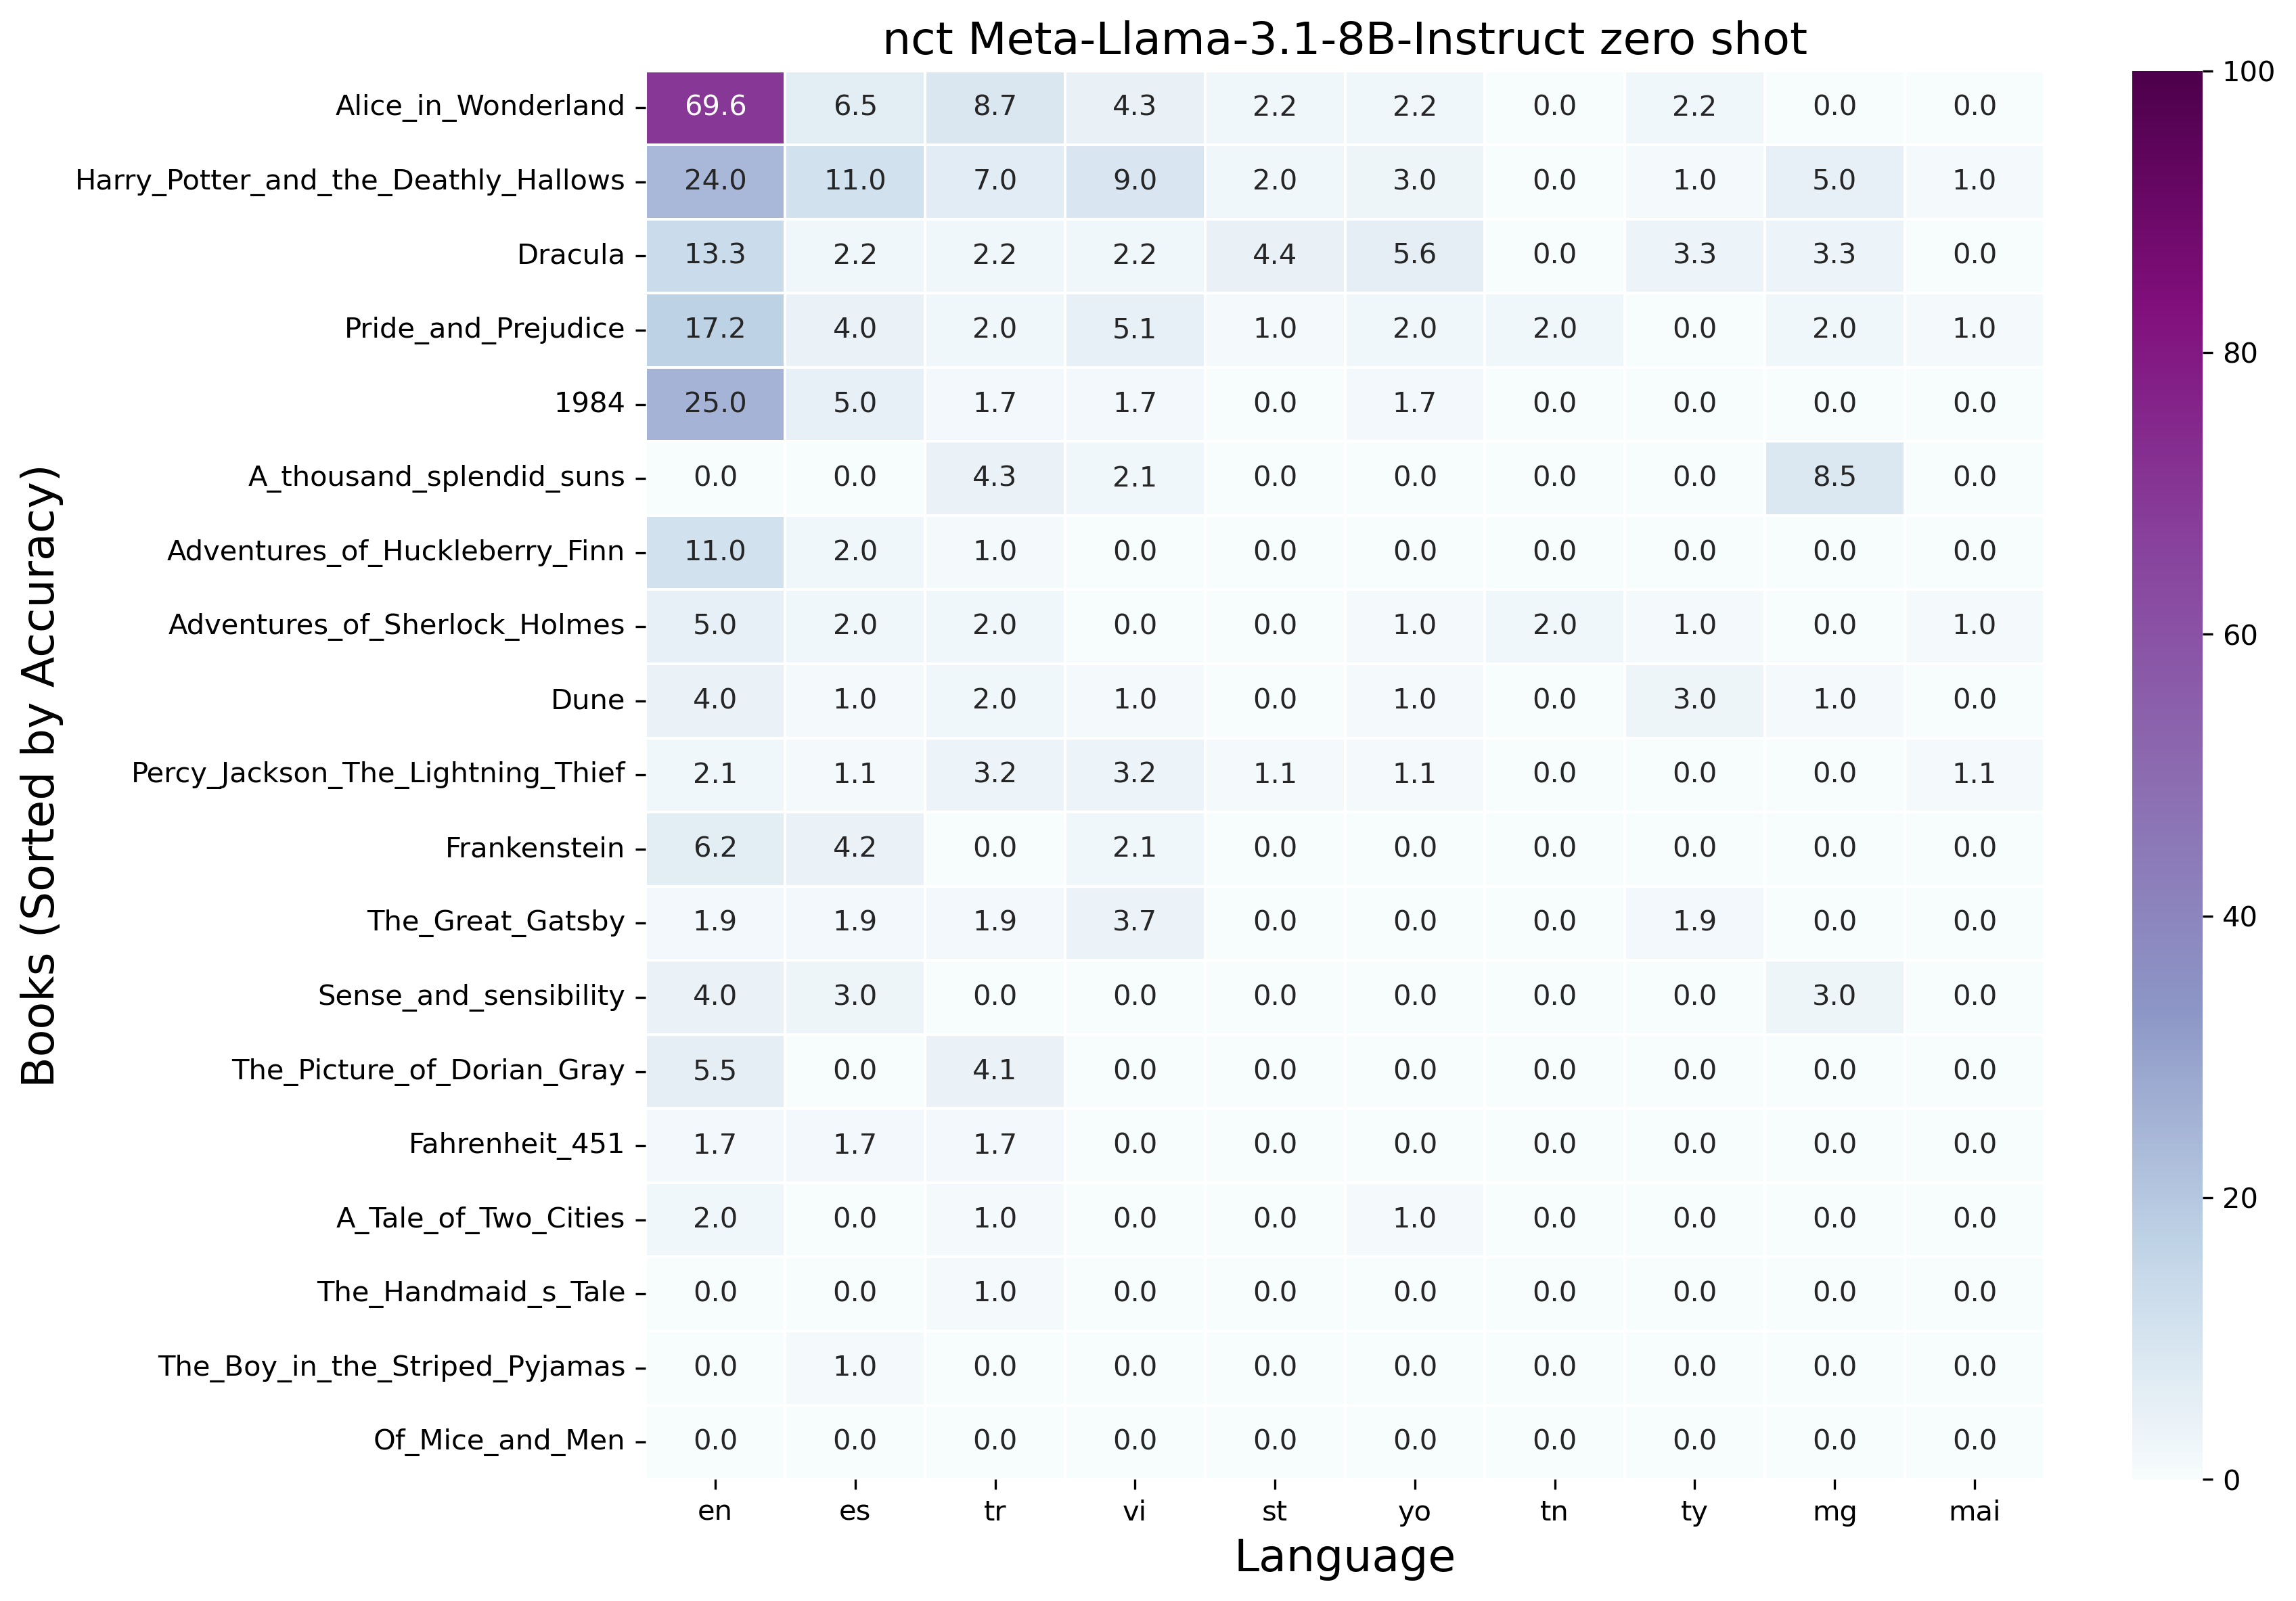 nct Meta-Llama-3.1-8B-Instruct zero shot
Books (Sorted by Accuracy)
Alice_in_Wonderland 69.6 6.5 8.7 4.3 2.2 2.2 0.0 2.2 0.0 0.0
Harry_Potter_and_the_Deathly_Hallows 24.0 11.0 7.0 9.0 2.0 3.0 0.0 1.0 5.0 1.0
Dracula 13.3 2.2 2.2 2.2 4.4 5.6 0.0 3.3 3.3 0.0
Pride_and_Prejudice 17.2 4.0 2.0 5.1 1.0 2.0 2.0 0.0 2.0 1.0
1984 25.0 5.0 1.7 1.7 0.0 1.7 0.0 0.0 0.0 0.0
A_thousand_splendid_suns 0.0 0.0 4.3 2.1 0.0 0.0 0.0 0.0 8.5 0.0
Adventures_of_Huckleberry_Finn 11.0 2.0 1.0 0.0 0.0 0.0 0.0 0.0 0.0 0.0
Adventures_of_Sherlock_Holmes 5.0 2.0 2.0 0.0 0.0 1.0 2.0 1.0 0.0 1.0
Dune 4.0 1.0 2.0 1.0 0.0 1.0 0.0 3.0 1.0 0.0
Percy_Jackson_The_Lightning_Thief 2.1 1.1 3.2 3.2 1.1 1.1 0.0 0.0 0.0 1.1
Frankenstein 6.2 4.2 0.0 2.1 0.0 0.0 0.0 0.0 0.0 0.0
The_Great_Gatsby 1.9 1.9 1.9 3.7 0.0 0.0 0.0 1.9 0.0 0.0
Sense_and_sensibility 4.0 3.0 0.0 0.0 0.0 0.0 0.0 0.0 3.0 0.0
The_Picture_of_Dorian_Gray 5.5 0.0 4.1 0.0 0.0 0.0 0.0 0.0 0.0 0.0
Fahrenheit_451 1.7 1.7 1.7 0.0 0.0 0.0 0.0 0.0 0.0 0.0
A_Tale_of_Two_Cities 2.0 0.0 1.0 0.0 0.0 1.0 0.0 0.0 0.0 0.0
The_Handmaid_s_Tale 0.0 0.0 1.0 0.0 0.0 0.0 0.0 0.0 0.0 0.0
The_Boy_in_the_Striped_Pyjamas 0.0 1.0 0.0 0.0 0.0 0.0 0.0 0.0 0.0 0.0
Of_Mice_and_Men 0.0 0.0 0.0 0.0 0.0 0.0 0.0 0.0 0.0 0.0
en es tr vi st yo tn ty mg mai
Language
100
80
60
40
20
0